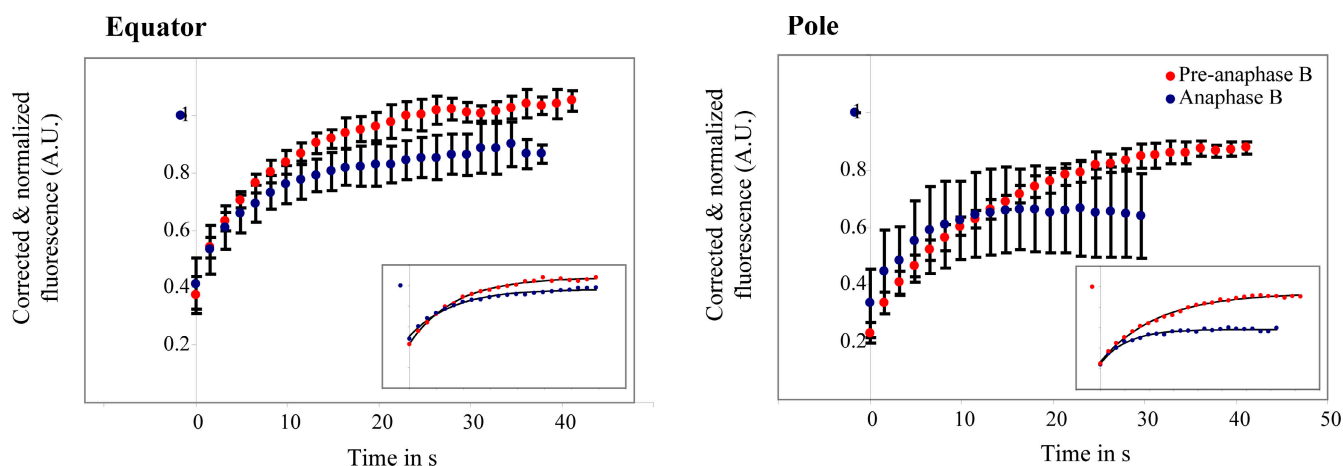 Equator
Corrected & normalized
fluorescence (A.U.)
1
0.8
0.6
0.4
0.2
0 10 20 30 40
Time in s
Pole
Pre-anaphase B
Anaphase B
Corrected & normalized
fluorescence (A.U.)
1
0.8
0.6
0.4
0.2
0 10 20 30 40 50
Time in s